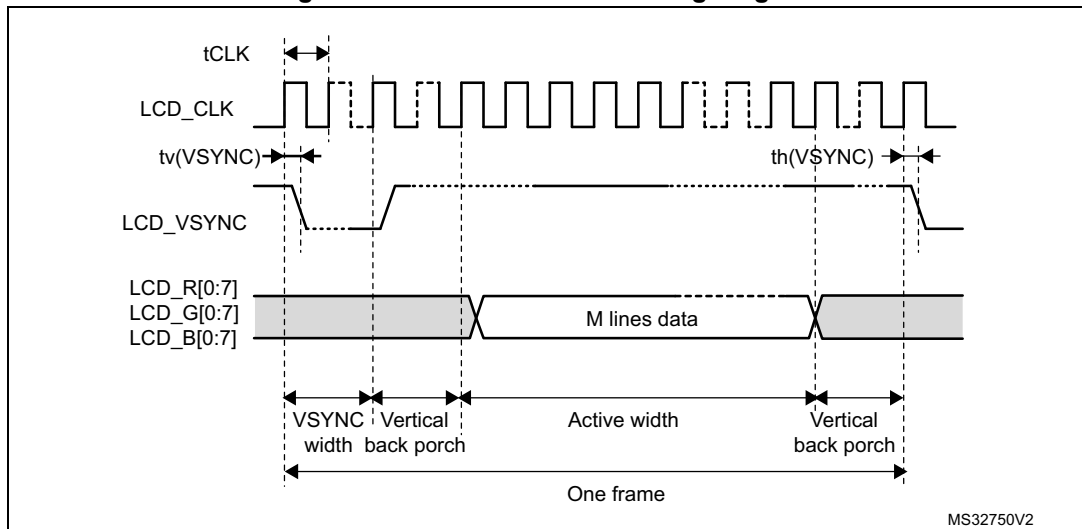 tCLK
LCD_CLK
tv(VSYNC)
th(VSYNC)
LCD_VSYNC
LCD_R[0:7]
LCD_G[0:7]
LCD_B[0:7]
M lines data
VSYNC width
Vertical back porch
Active width
Vertical back porch
One frame
MS32750V2